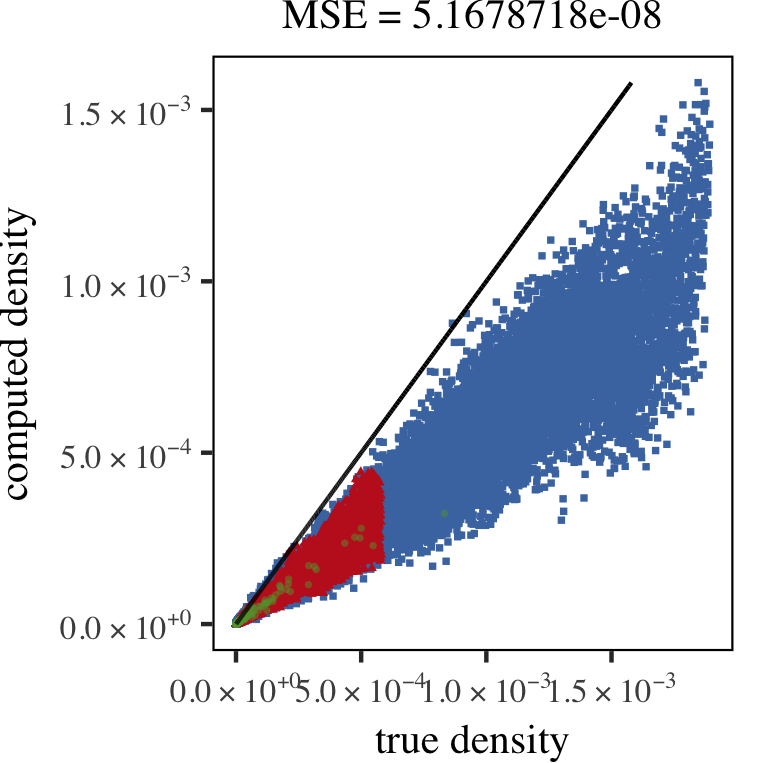 MSE = 5.1678718e-08
computed density
1.5 × 10⁻³
1.0 × 10⁻³
5.0 × 10⁻⁴
0.0 × 10⁺⁰
0.0 × 10⁺⁰ 5.0 × 10⁻⁴ 1.0 × 10⁻³ 1.5 × 10⁻³
true density